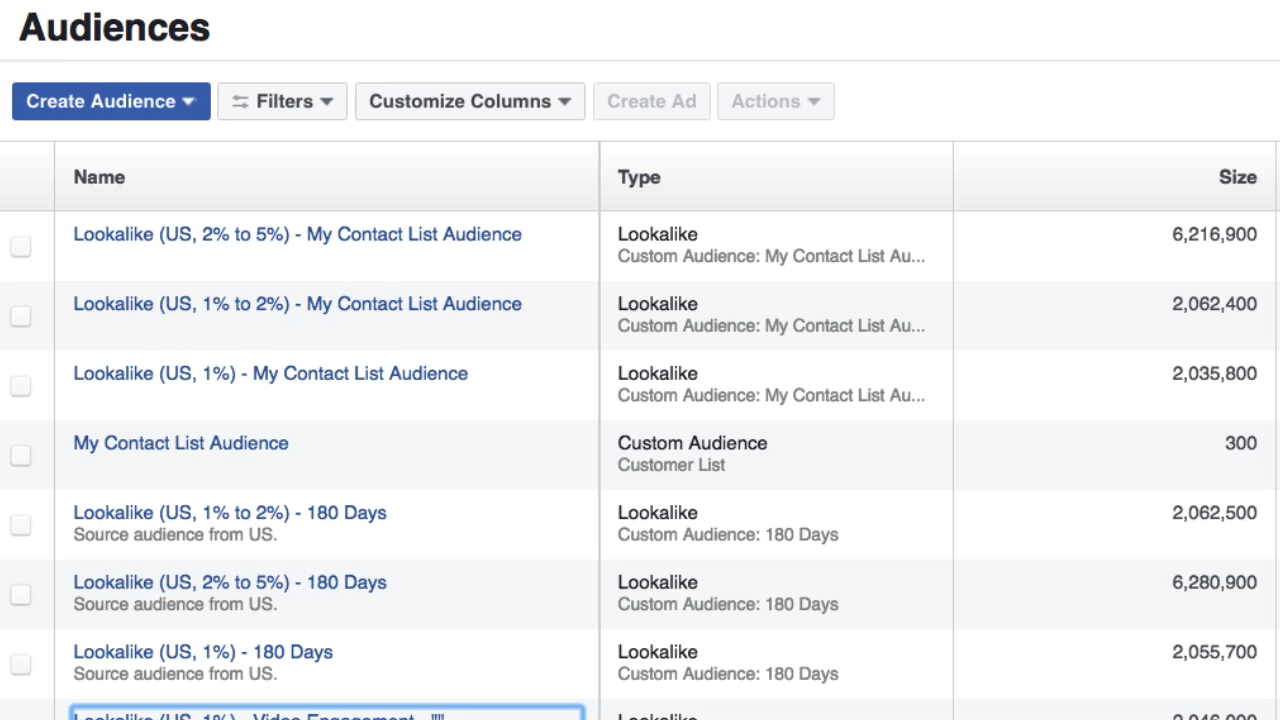 Audiences
Create Audience Filters Customize Columns Create Ad Actions
Name Type Size
Lookalike (US, 2% to 5%) - My Contact List Audience Lookalike 6,216,900
Custom Audience: My Contact List Au...
Lookalike (US, 1% to 2%) - My Contact List Audience Lookalike 2,062,400
Custom Audience: My Contact List Au...
Lookalike (US, 1%) - My Contact List Audience Lookalike 2,035,800
Custom Audience: My Contact List Au...
My Contact List Audience Custom Audience 300
Customer List
Lookalike (US, 1% to 2%) - 180 Days Lookalike 2,062,500
Source audience from US. Custom Audience: 180 Days
Lookalike (US, 2% to 5%) - 180 Days Lookalike 6,280,900
Source audience from US. Custom Audience: 180 Days
Lookalike (US, 1%) - 180 Days Lookalike 2,055,700
Source audience from US. Custom Audience: 180 Days
Lookalike (US, 1%) - Video Engagement - "" Lookalike